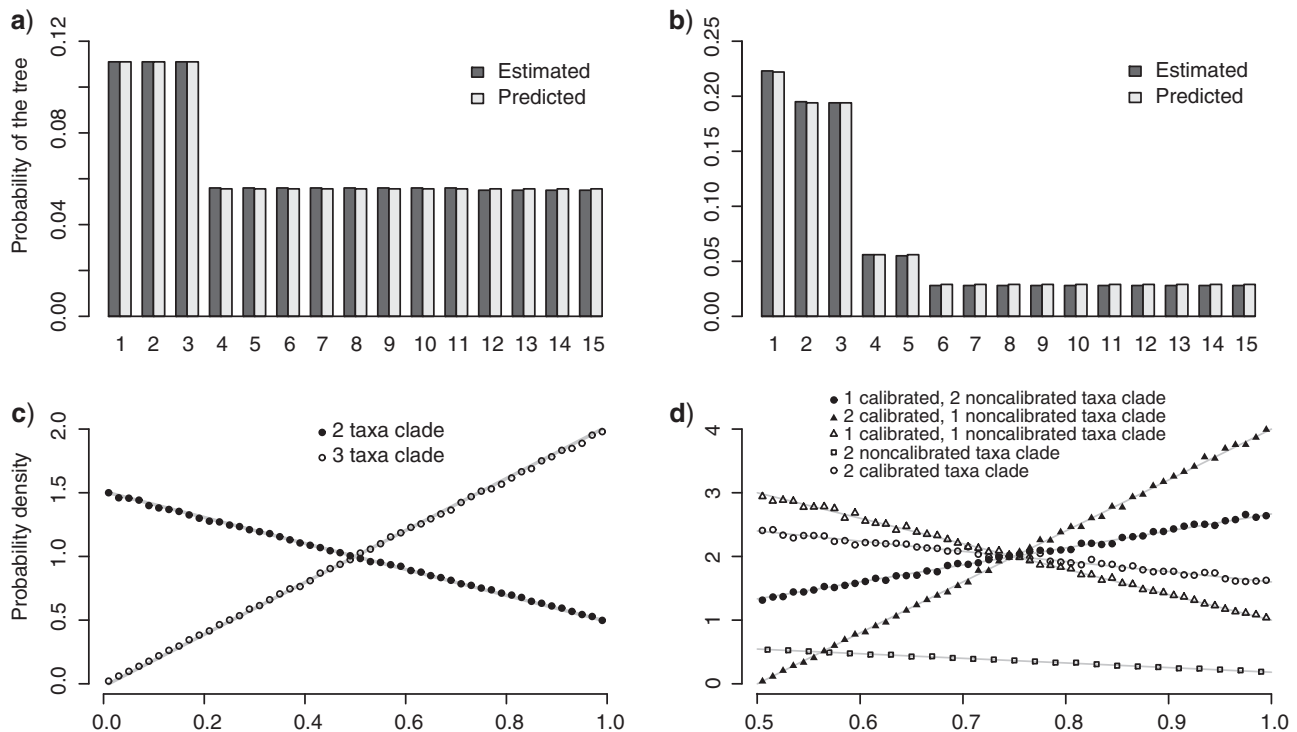 a)
Probability of the tree
0.12
0.08
0.04
0.00
Estimated
Predicted
1 2 3 4 5 6 7 8 9 10 11 12 13 14 15
b)
0.25
0.20
0.15
0.10
0.05
0.00
Estimated
Predicted
1 2 3 4 5 6 7 8 9 10 11 12 13 14 15
c)
Probability density
2.0
1.5
1.0
0.5
0.0
2 taxa clade
3 taxa clade
0.0 0.2 0.4 0.6 0.8 1.0
d)
1 calibrated, 2 noncalibrated taxa clade
2 calibrated, 1 noncalibrated taxa clade
1 calibrated, 1 noncalibrated taxa clade
2 noncalibrated taxa clade
2 calibrated taxa clade
4
3
2
1
0
0.5 0.6 0.7 0.8 0.9 1.0